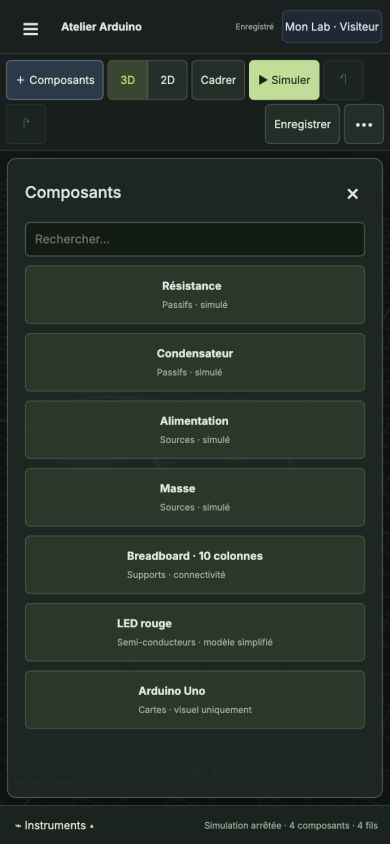 Atelier Arduino
Enregistré
Mon Lab · Visiteur
+ Composants
3D
2D
Cadrer
▶ Simuler
Enregistrer
•••
Composants
×
Rechercher...
Résistance
Passifs · simulé
Condensateur
Passifs · simulé
Alimentation
Sources · simulé
Masse
Sources · simulé
Breadboard · 10 colonnes
Supports · connectivité
LED rouge
Semi-conducteurs · modèle simplifié
Arduino Uno
Cartes · visuel uniquement
Instruments ▴
Simulation arrêtée · 4 composants · 4 fils